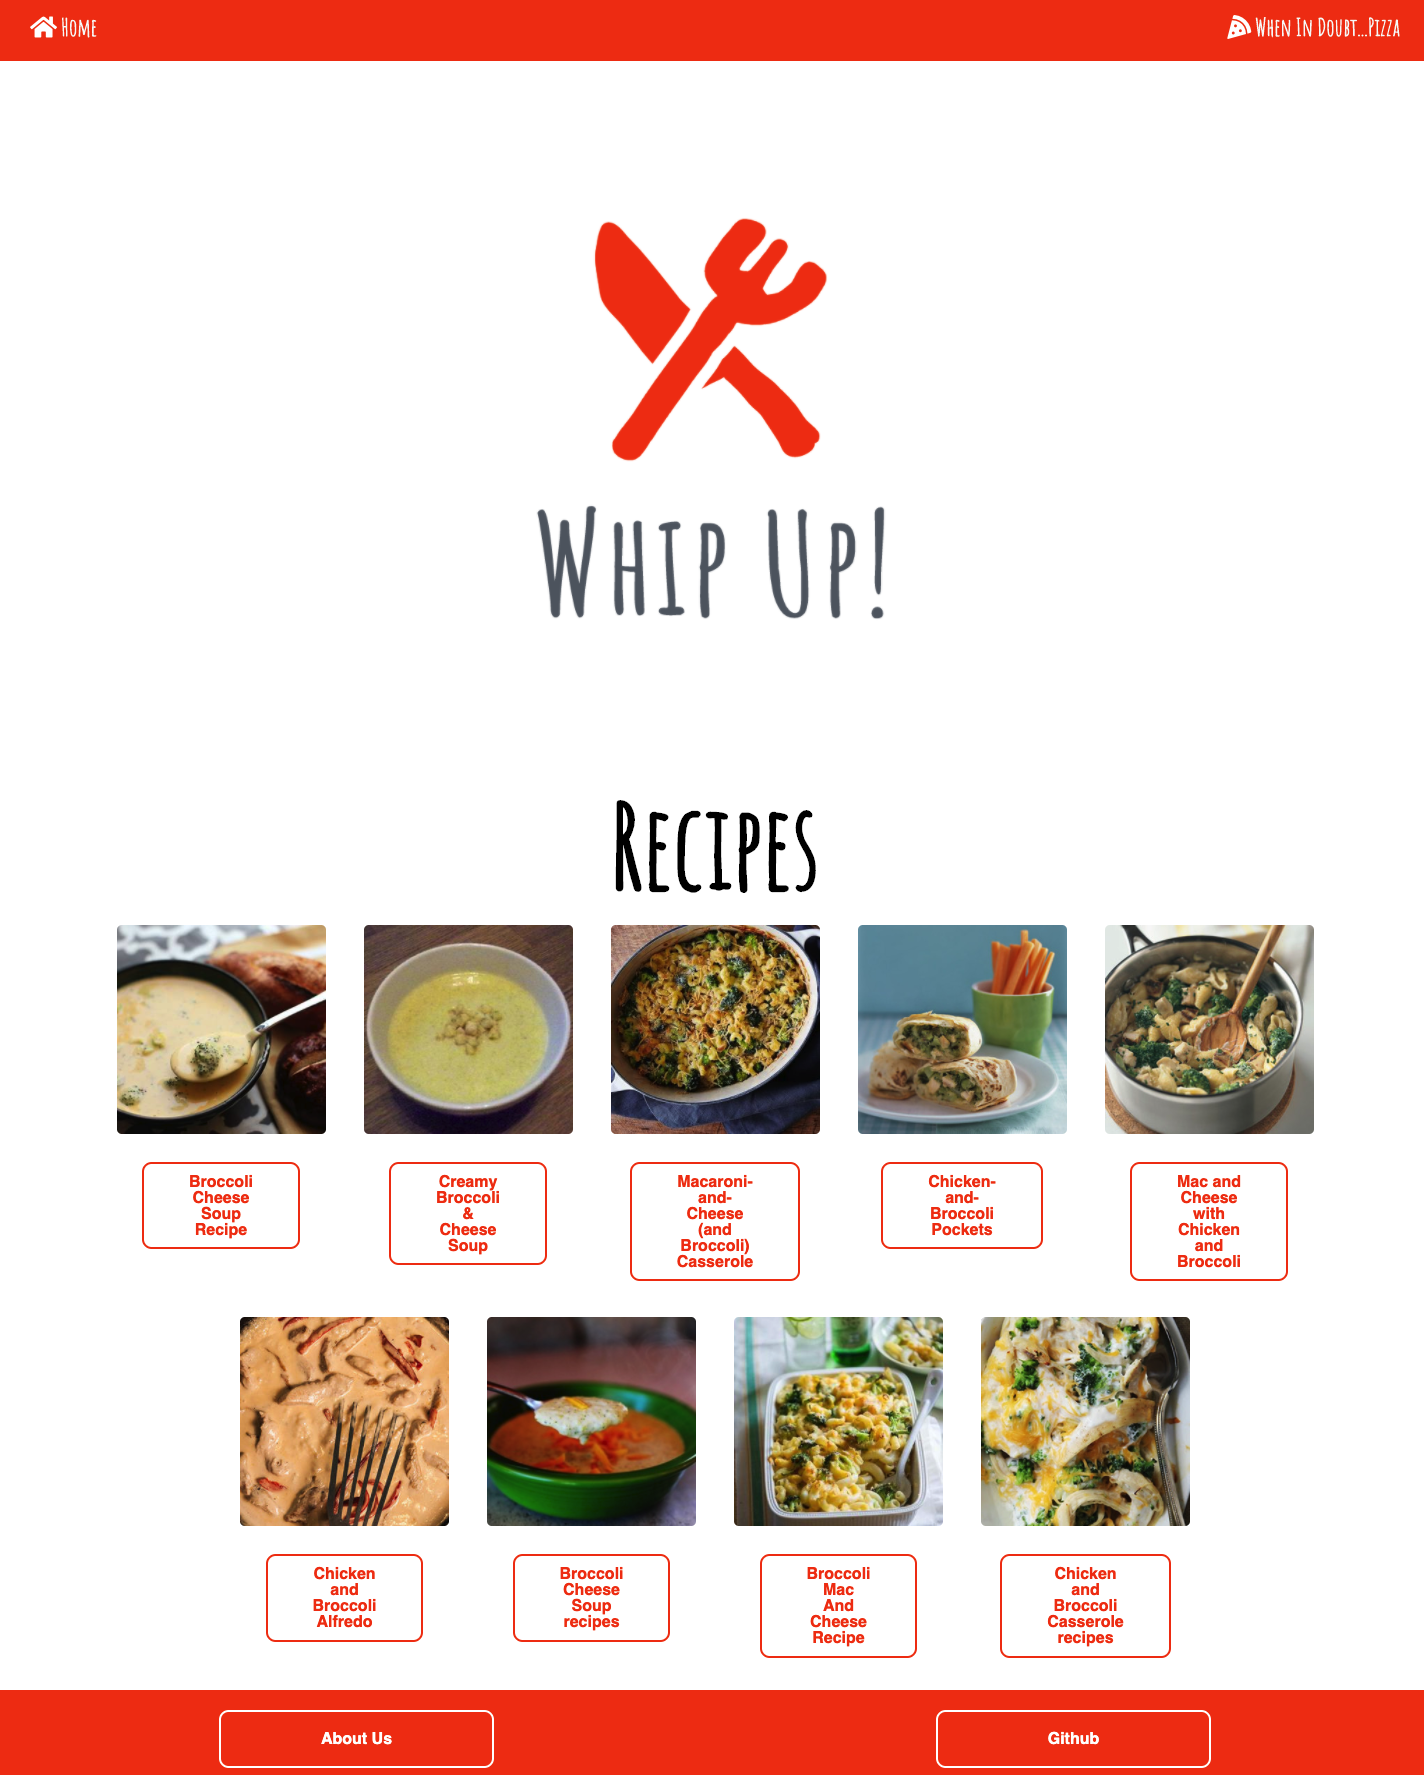 Home
When In Doubt...Pizza
Whip Up!
Recipes
Broccoli
Cheese
Soup
Recipe
Creamy
Broccoli
&
Cheese
Soup
Macaroni-
and-
Cheese
(and
Broccoli)
Casserole
Chicken-
and-
Broccoli
Pockets
Mac and
Cheese
with
Chicken
and
Broccoli
Chicken
and
Broccoli
Alfredo
Broccoli
Cheese
Soup
recipes
Broccoli
Mac
And
Cheese
Recipe
Chicken
and
Broccoli
Casserole
recipes
About Us
Github